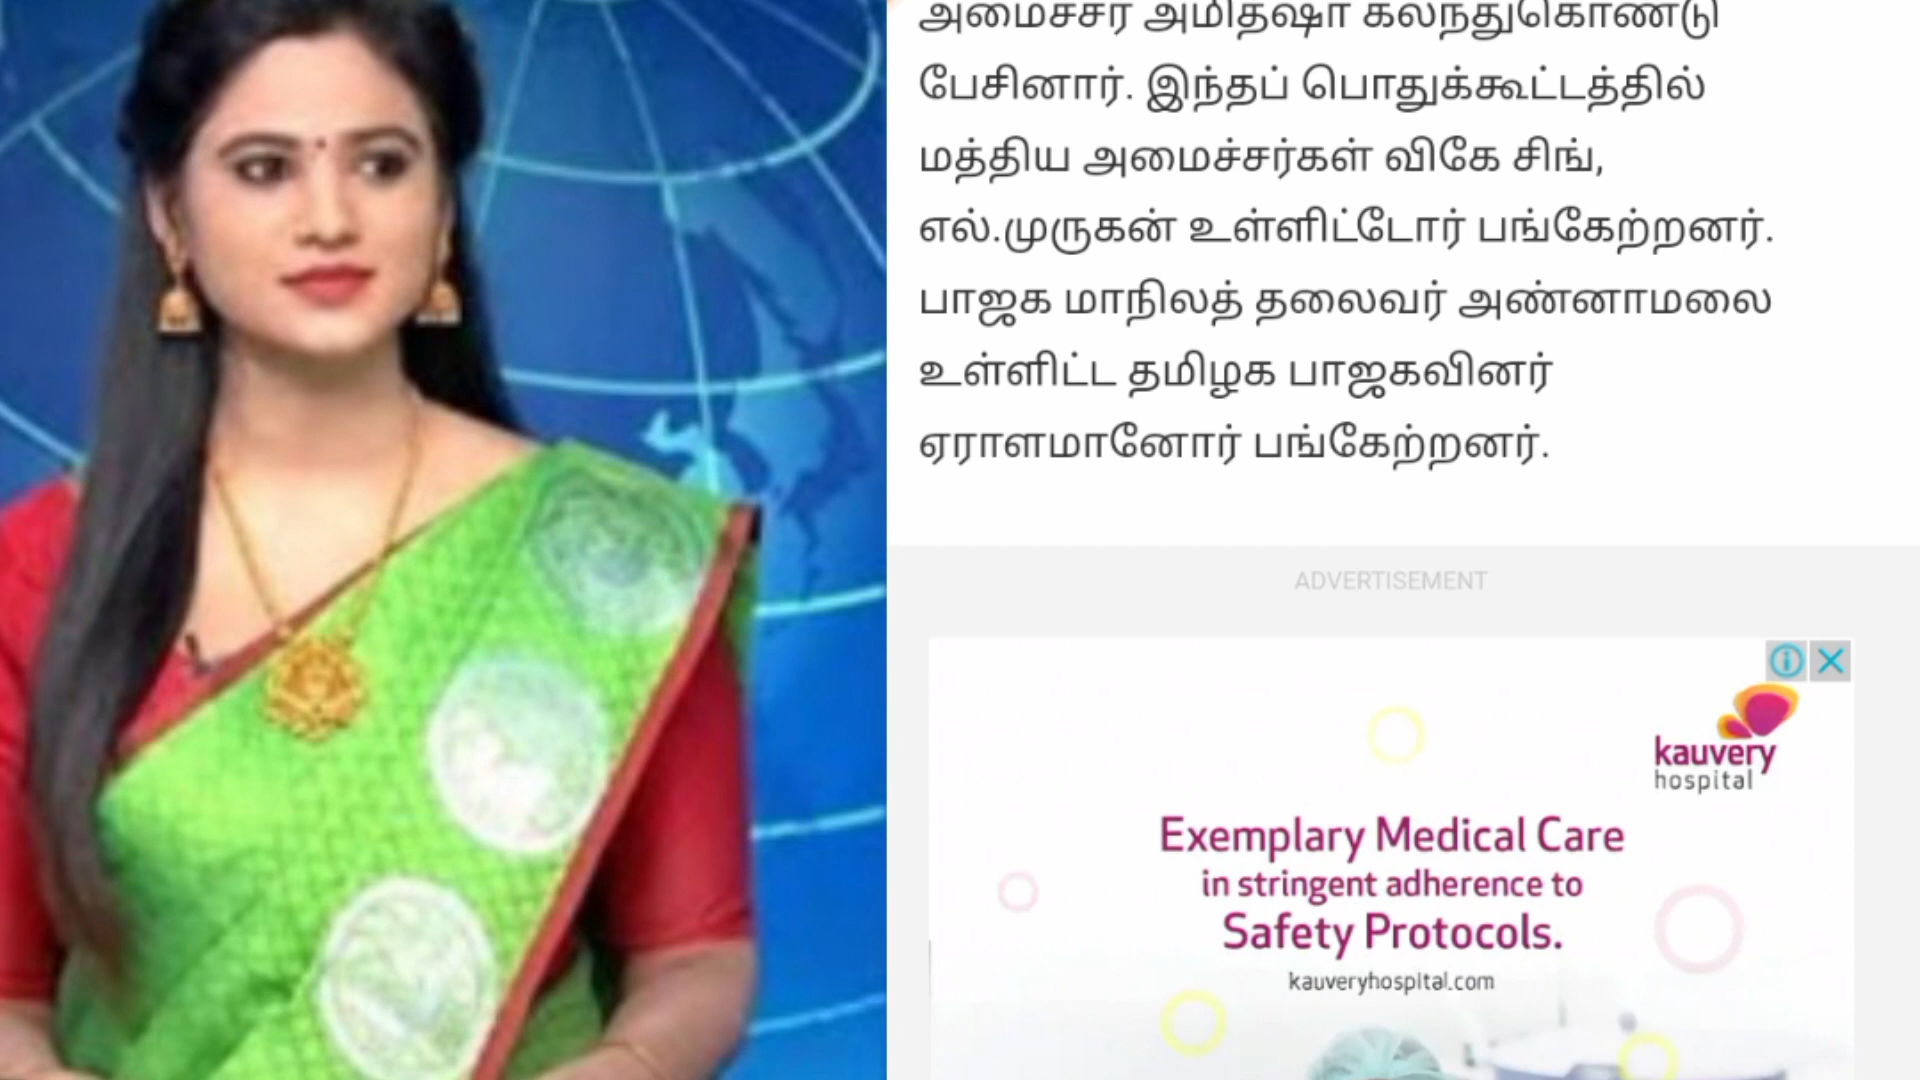 அமைச்சர் அமித்ஷா கலந்துகொண்டு
பேசினார். இந்தப் பொதுக்கூட்டத்தில்
மத்திய அமைச்சர்கள் விகே சிங்,
எல்.முருகன் உள்ளிட்டோர் பங்கேற்றனர்.
பாஜக மாநிலத் தலைவர் அண்னாமலை
உள்ளிட்ட தமிழக பாஜகவினர்
ஏராளமானோர் பங்கேற்றனர்.
ADVERTISEMENT
kauvery
hospital
Exemplary Medical Care
in stringent adherence to
Safety Protocols.
kauveryhospital.com